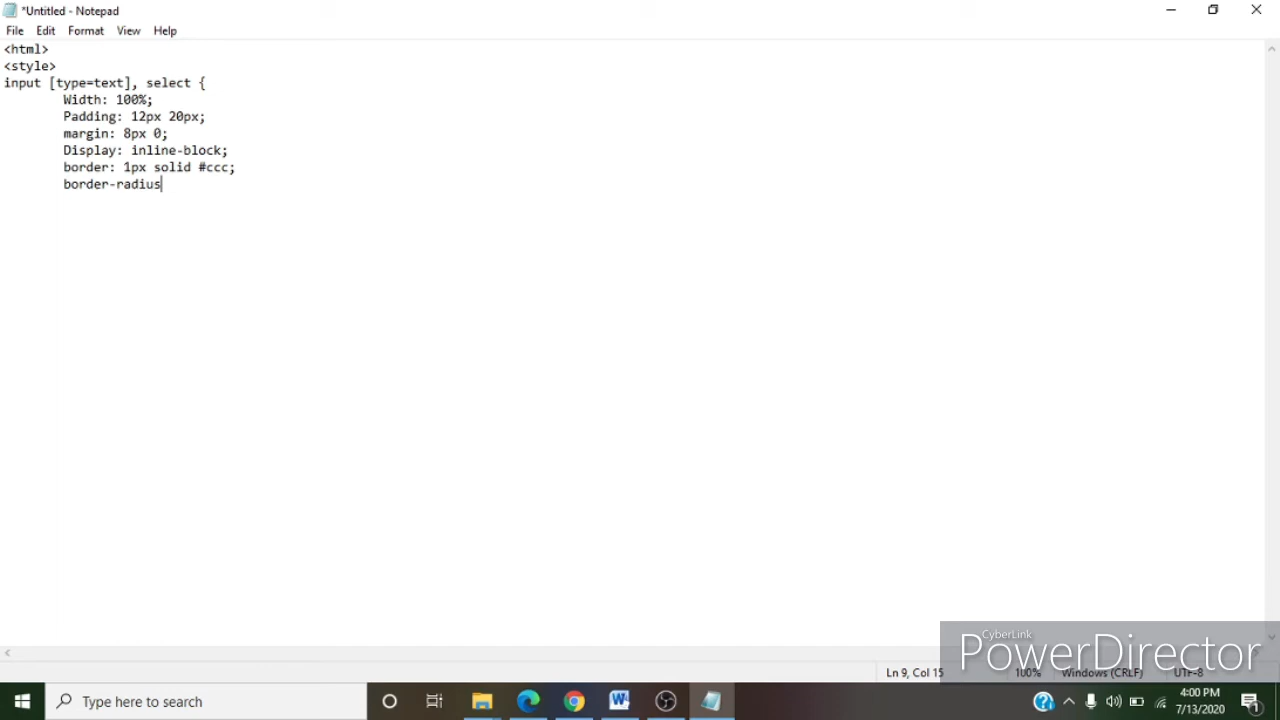 *Untitled - Notepad
File Edit Format View Help
<html>
<style>
input [type=text], select {
Width: 100%;
Padding: 12px 20px;
margin: 8px 0;
Display: inline-block;
border: 1px solid #ccc;
border-radius
CyberLink
PowerDirector
Ln 9, Col 15 100% Windows (CRLF) UTF-8
Type here to search
4:00 PM
7/13/2020
1